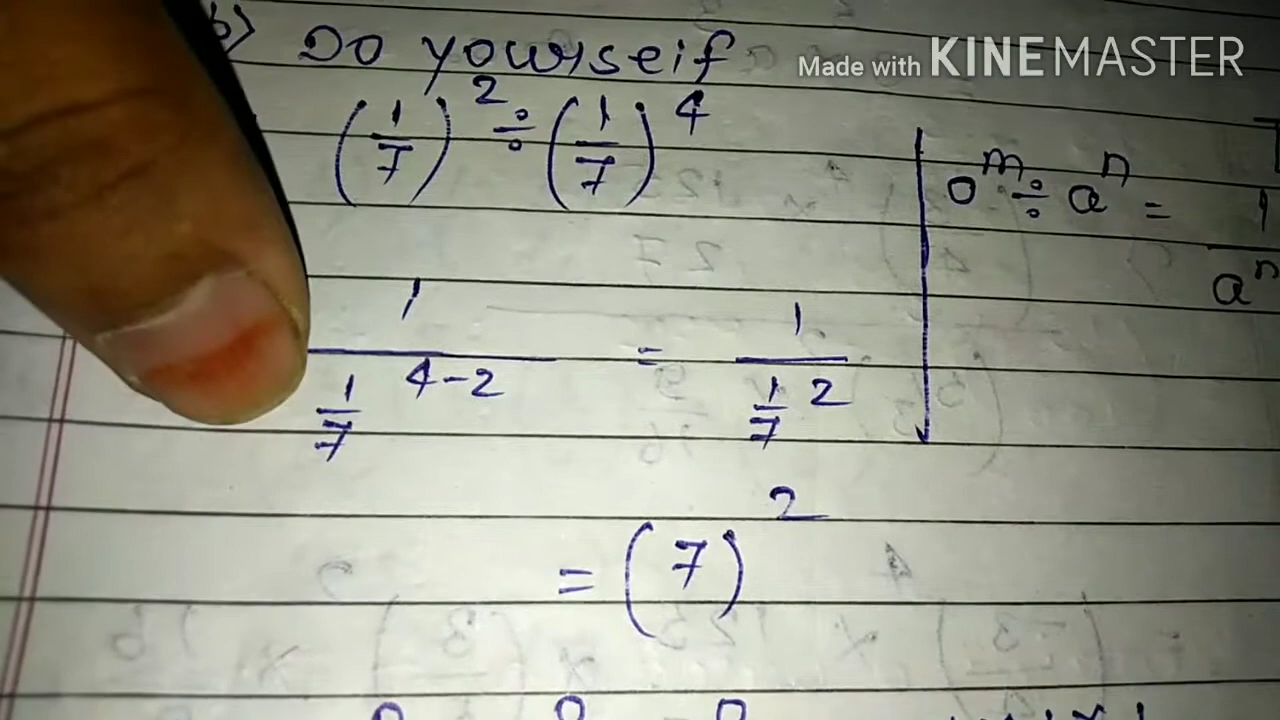 b) Do yourseif
Made with KINEMASTER
(1/7)^2 ÷ (1/7)^4
a^m ÷ a^n = 1/a^n
1/(1/7)^4-2 = 1/(1/7)^2
= (7)^2